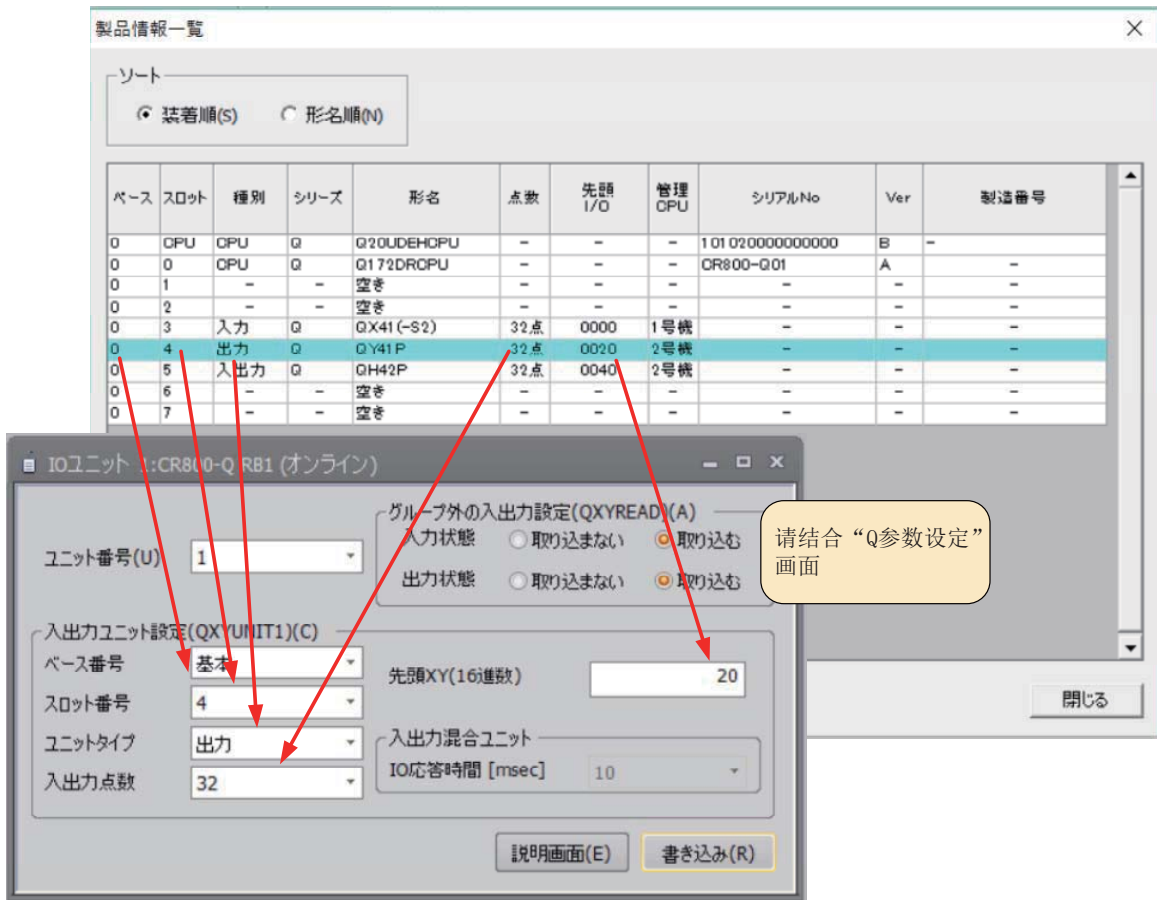 製品情報一覧
ソート
装着順(S) 形名順(N)
ベース スロット 種別 シリーズ 形名 点数 先頭I/O 管理CPU シリアルNo Ver 製造番号
0 CPU CPU Q Q20UDEHCPU - - - 101020000000000 B -
0 0 CPU Q Q172DRCPU - - - CR800-Q01 A -
0 1 - - 空き - - - - - -
0 2 - - 空き - - - - - -
0 3 入力 Q QX41(-S2) 32点 0000 1号機 - - -
0 4 出力 Q QY41P 32点 0020 2号機 - - -
0 5 入出力 Q QH42P 32点 0040 2号機 - - -
0 6 - - 空き - - - - - -
0 7 - - 空き - - - - - -
閉じる
IOユニット 1:CR800-Q RB1 (オンライン)
ユニット番号(U) 1
グループ外の入出力設定(QXYREAD)(A)
入力状態 取り込まない 取り込む
出力状態 取り込まない 取り込む
请结合“Q参数设定”
画面
入出力ユニット設定(QXYUNIT1)(C)
ベース番号 基本
スロット番号 4
ユニットタイプ 出力
入出力点数 32
先頭XY(16進数) 20
入出力混合ユニット
IO応答時間 [msec] 10
説明画面(E) 書き込み(R)